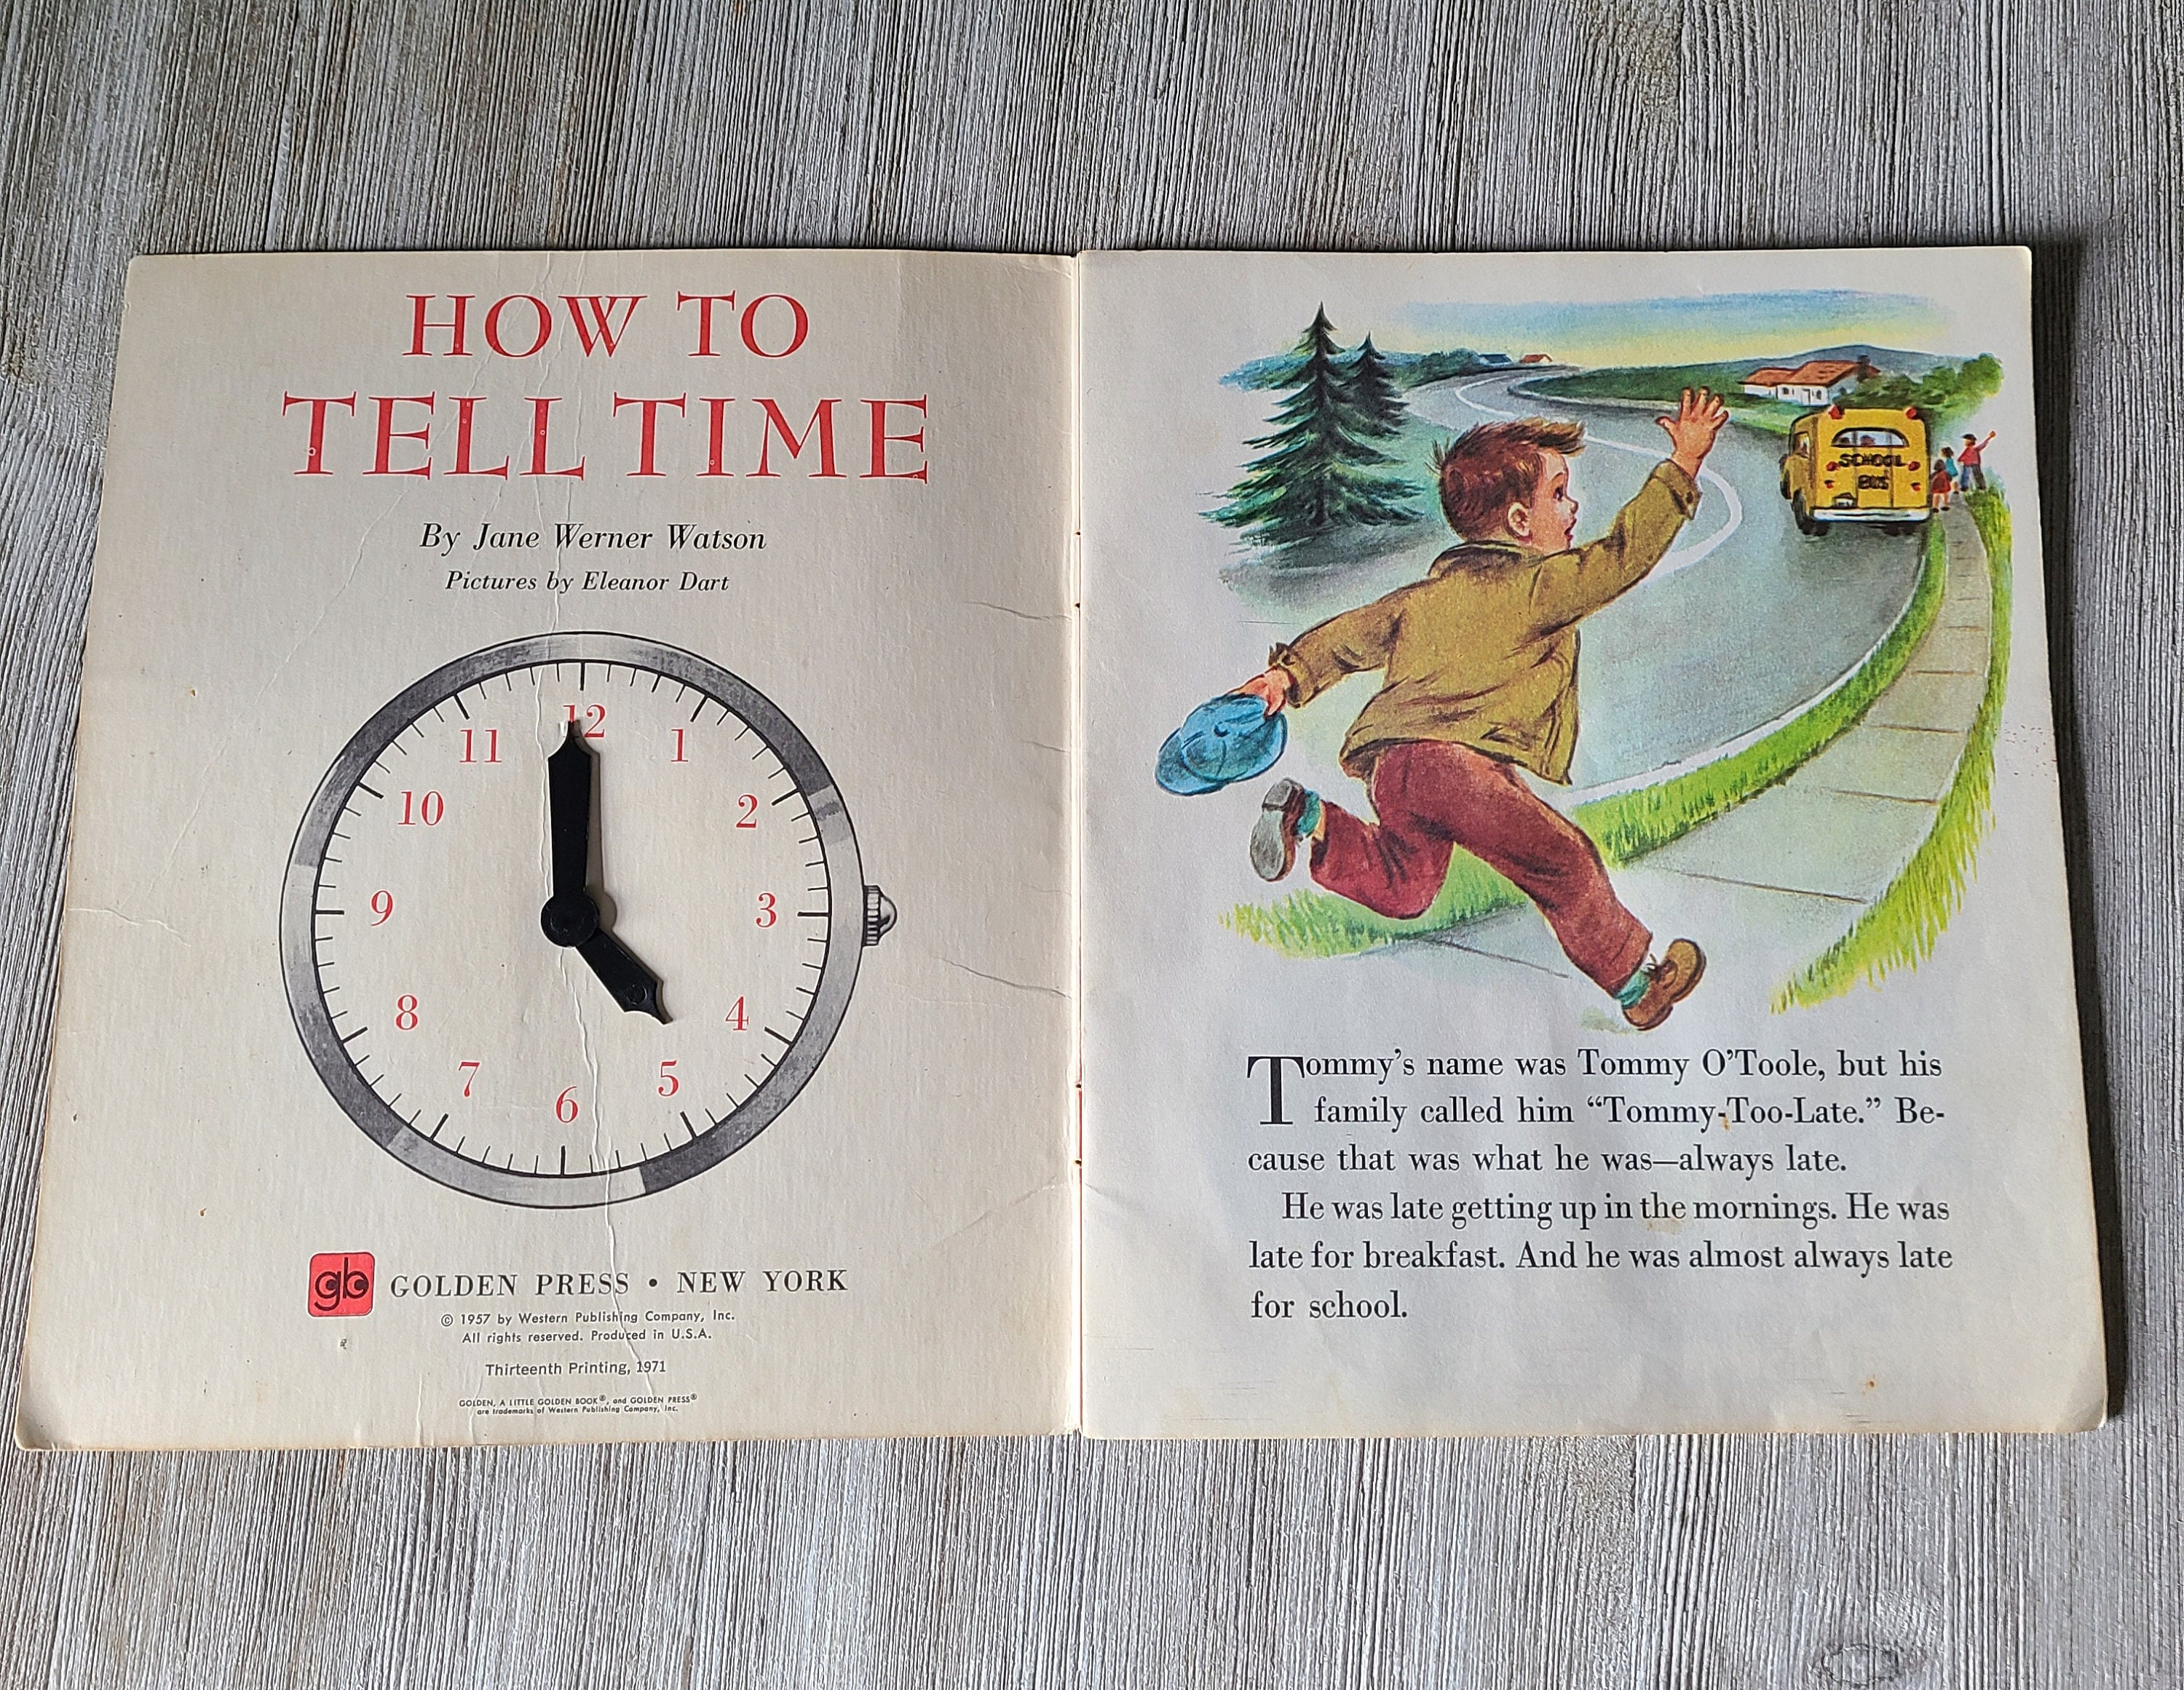 HOW TO
TELL TIME
By Jane Werner Watson
Pictures by Eleanor Dart
12
1
2
3
4
5
6
7
8
9
10
11
gb
GOLDEN PRESS • NEW YORK
© 1957 by Western Publishing Company, Inc.
All rights reserved. Produced in U.S.A.
Thirteenth Printing, 1971
GOLDEN, A LITTLE GOLDEN BOOK®, and GOLDEN PRESS®
are trademarks of Western Publishing Company, Inc.
SCHOOL
BUS
Tommy's name was Tommy O'Toole, but his
family called him “Tommy-Too-Late.” Be-
cause that was what he was—always late.
He was late getting up in the mornings. He was
late for breakfast. And he was almost always late
for school.